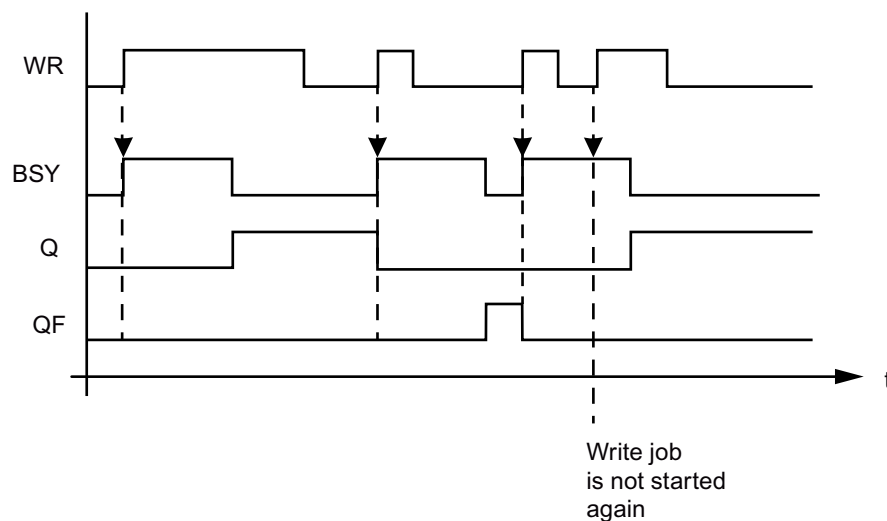 WR
BSY
Q
QF
t
Write job
is not started
again